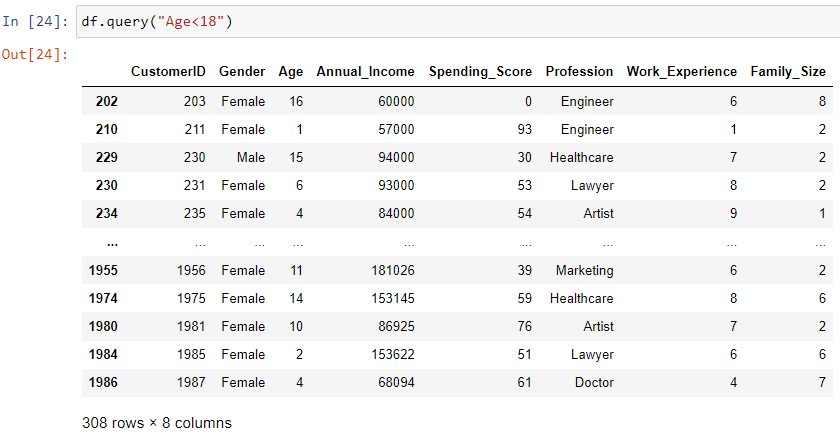 In [24]: df.query("Age<18")
Out[24]:
CustomerID Gender Age Annual_Income Spending_Score Profession Work_Experience Family_Size
202 203 Female 16 60000 0 Engineer 6 8
210 211 Female 1 57000 93 Engineer 1 2
229 230 Male 15 94000 30 Healthcare 7 2
230 231 Female 6 93000 53 Lawyer 8 2
234 235 Female 4 84000 54 Artist 9 1
... ... ... ... ... ... ... ... ...
1955 1956 Female 11 181026 39 Marketing 6 2
1974 1975 Female 14 153145 59 Healthcare 8 6
1980 1981 Female 10 86925 76 Artist 7 2
1984 1985 Female 2 153622 51 Lawyer 6 6
1986 1987 Female 4 68094 61 Doctor 4 7
308 rows × 8 columns